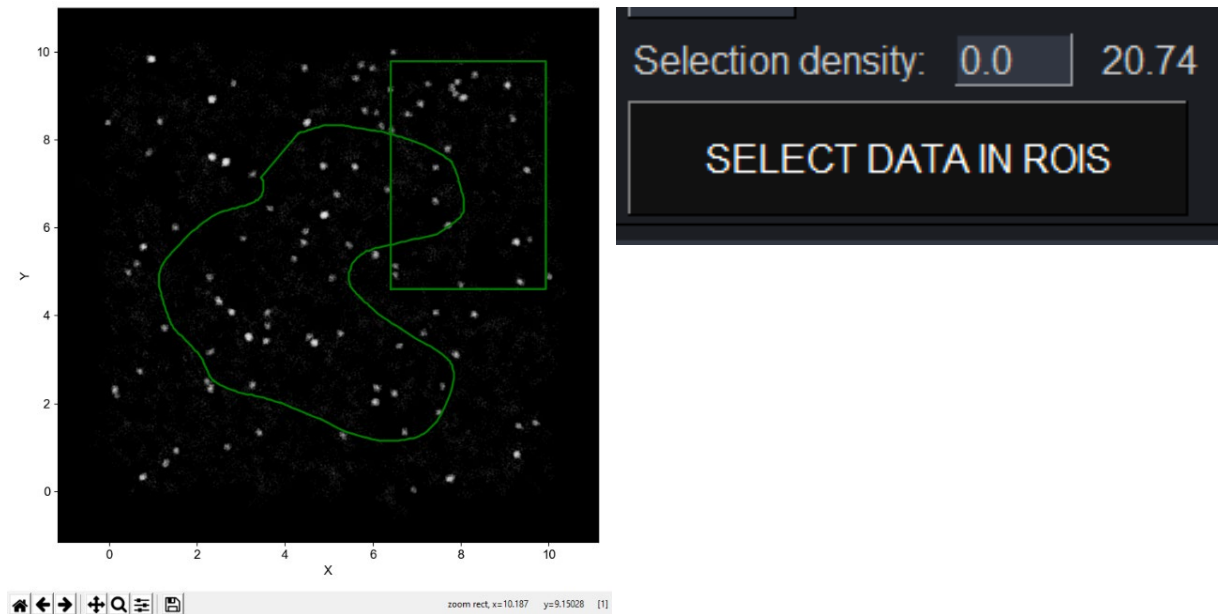 10
8
6
4
2
0
Y
0 2 4 6 8 10
X
zoom rect, x=10.187 y=9.15028 [1]
Selection density: 0.0 20.74
SELECT DATA IN ROIS